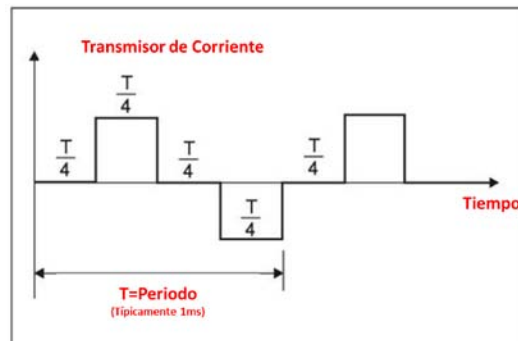 Transmisor de Corriente
T/4
T/4
T/4
T/4
T/4
Tiempo
T=Periodo
(Típicamente 1ms)